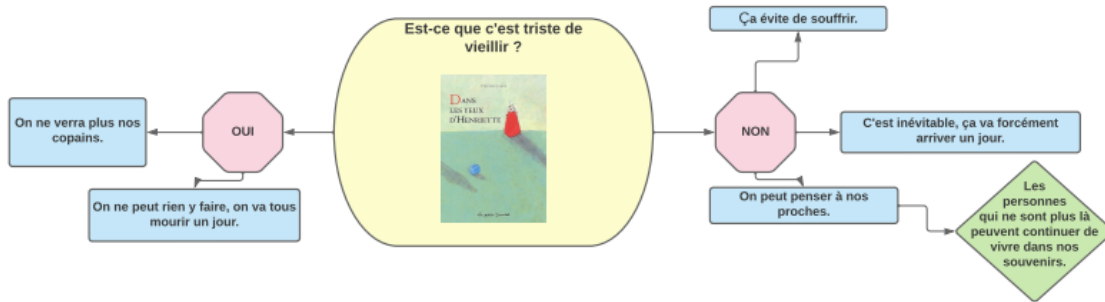 Est-ce que c'est triste de
vieillir ?
DANS
LES YEUX
D'HENRIETTE
OUI
On ne verra plus nos
copains.
On ne peut rien y faire, on va tous
mourir un jour.
NON
Ça évite de souffrir.
C'est inévitable, ça va forcément
arriver un jour.
On peut penser à nos
proches.
Les
personnes
qui ne sont plus là
peuvent continuer de
vivre dans nos
souvenirs.